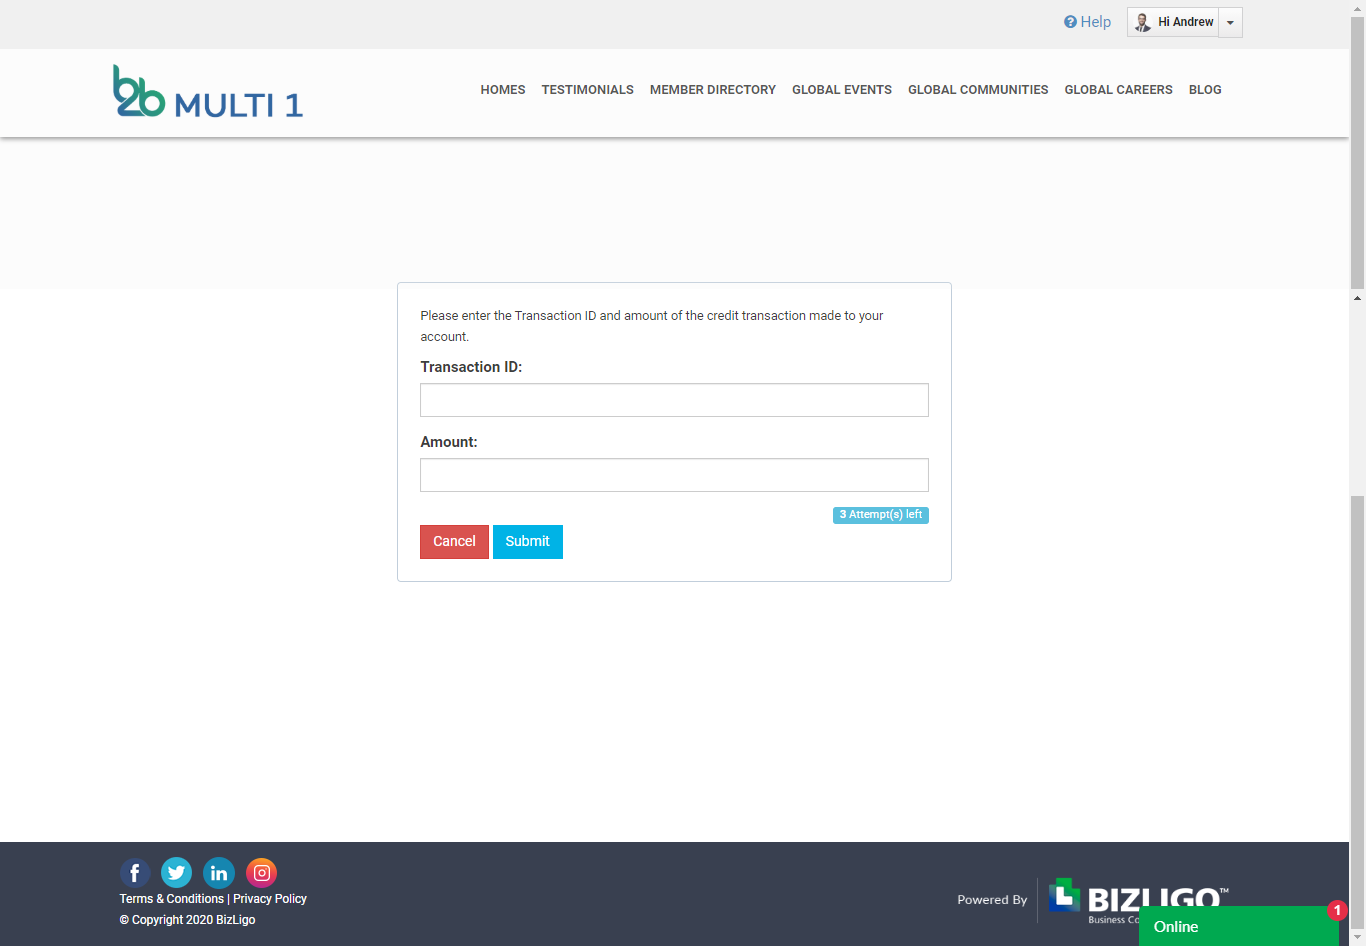 Help
Hi Andrew
b2b MULTI 1
HOMES TESTIMONIALS MEMBER DIRECTORY GLOBAL EVENTS GLOBAL COMMUNITIES GLOBAL CAREERS BLOG
Please enter the Transaction ID and amount of the credit transaction made to your
account.
Transaction ID:
Amount:
3 Attempt(s) left
Cancel Submit
Terms & Conditions | Privacy Policy
© Copyright 2020 BizLigo
Powered By
BIZLIGO™
Business
Online
1